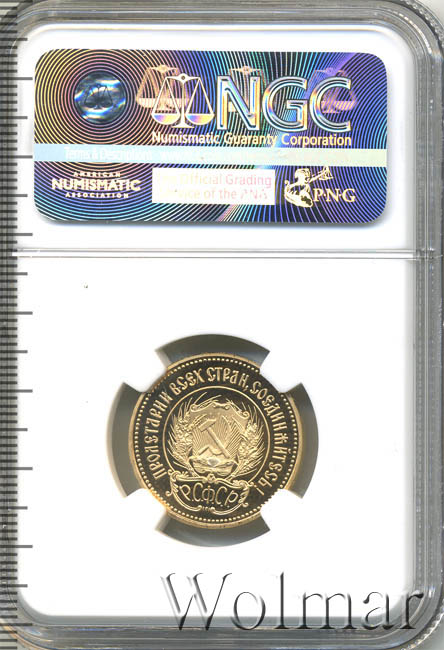 NGC
Numismatic Guaranty Corporation
AMERICAN
NUMISMATIC
ASSOCIATION
Official Grading
of the ANA
PNG
ПРОЛЕТАРИИ ВСЕХ СТРАН, СОЕДИНЯЙТЕСЬ!
РСФСР
Wolmar